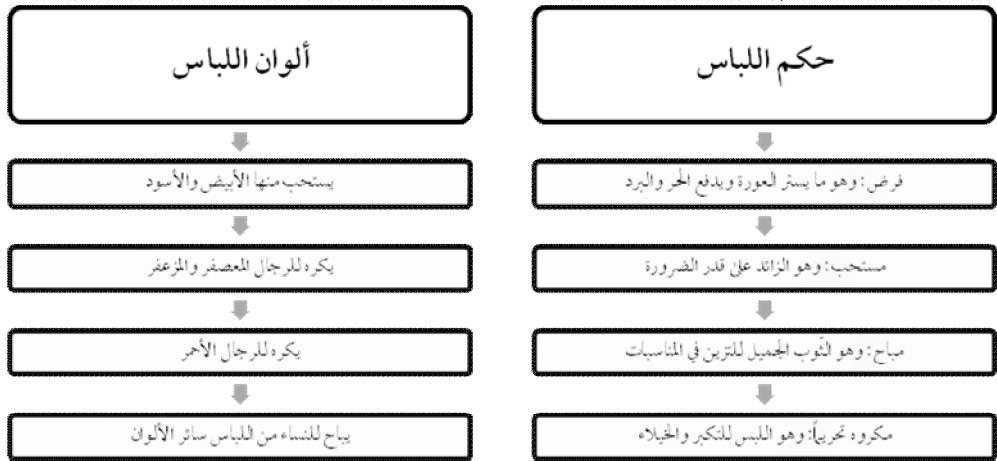 حكم اللباس
فرض: وهو ما يستر العورة ويدفع الحر والبرد
مستحب: وهو الزائد على قدر الضرورة
مباح: وهو الثّوب الجميل للتزين في المناسبات
مكروه تحريماً: وهو اللبس للتكبر والخيلاء
ألوان اللباس
يستحب منها الأبيض والأسود
يكره للرجال المعصفر والمزعفر
يكره للرجال الأحمر
يباح للنساء من اللباس سائر الألوان